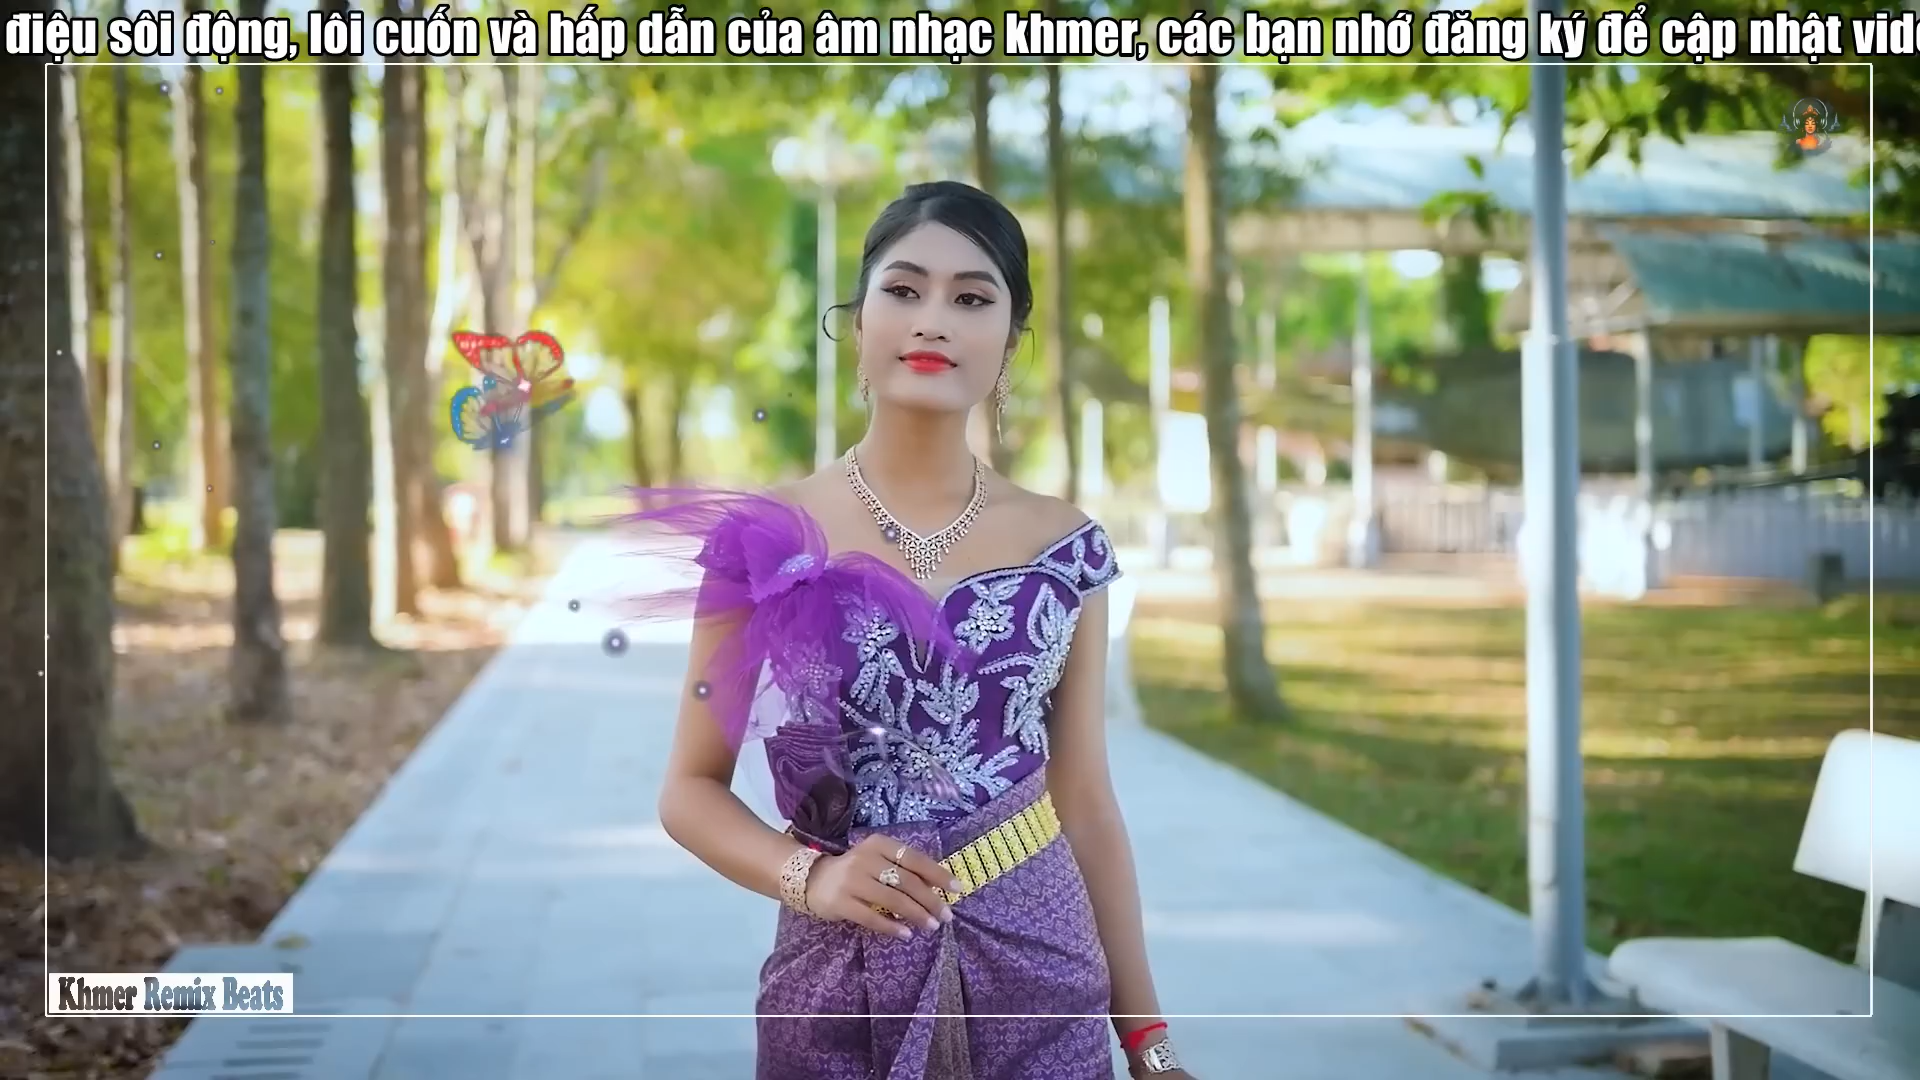 điệu sôi động, lôi cuốn và hấp dẫn của âm nhạc khmer, các bạn nhớ đăng ký để cập nhật
Khmer Remix Beats